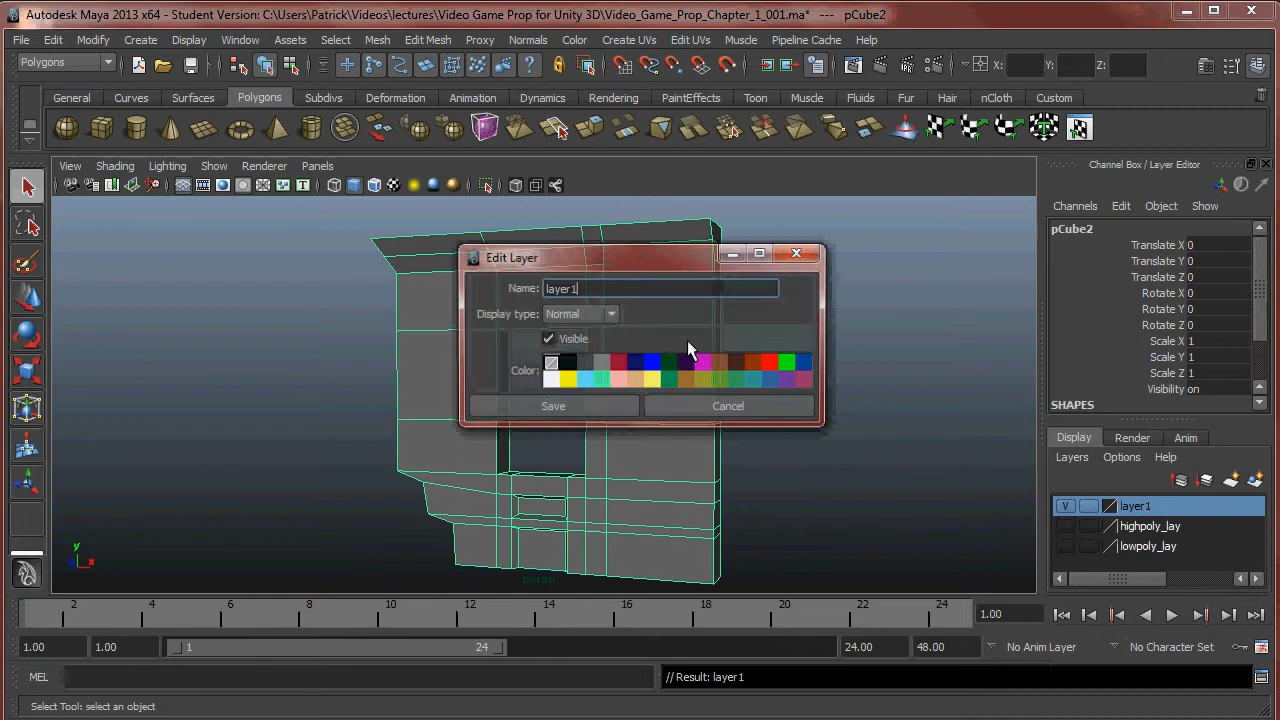 Autodesk Maya 2013 x64 - Student Version: C:\Users\Patrick\Videos\lectures\Video Game Prop for Unity 3D\Video_Game_Prop_Chapter_1_001.ma* --- pCube2
File Edit Modify Create Display Window Assets Select Mesh Edit Mesh Proxy Normals Color Create UVs Edit UVs Muscle Pipeline Cache Help
Polygons X: Y: Z:
General Curves Surfaces Polygons Subdivs Deformation Animation Dynamics Rendering PaintEffects Toon Muscle Fluids Fur Hair nCloth Custom
View Shading Lighting Show Renderer Panels
Channel Box / Layer Editor
Channels Edit Object Show
pCube2
Translate X 0
Translate Y 0
Translate Z 0
Rotate X 0
Rotate Y 0
Rotate Z 0
Scale X 1
Scale Y 1
Scale Z 1
Visibility on
SHAPES
Edit Layer
Name: layer1
Display type: Normal
Visible
Color:
Save Cancel
Display Render Anim
Layers Options Help
V layer1
highpoly_lay
lowpoly_lay
y
z x
persp
2 4 6 8 10 12 14 16 18 20 22 24 1.00
1.00 1.00 1 24 24.00 48.00 No Anim Layer No Character Set
MEL // Result: layer1
Select Tool: select an object